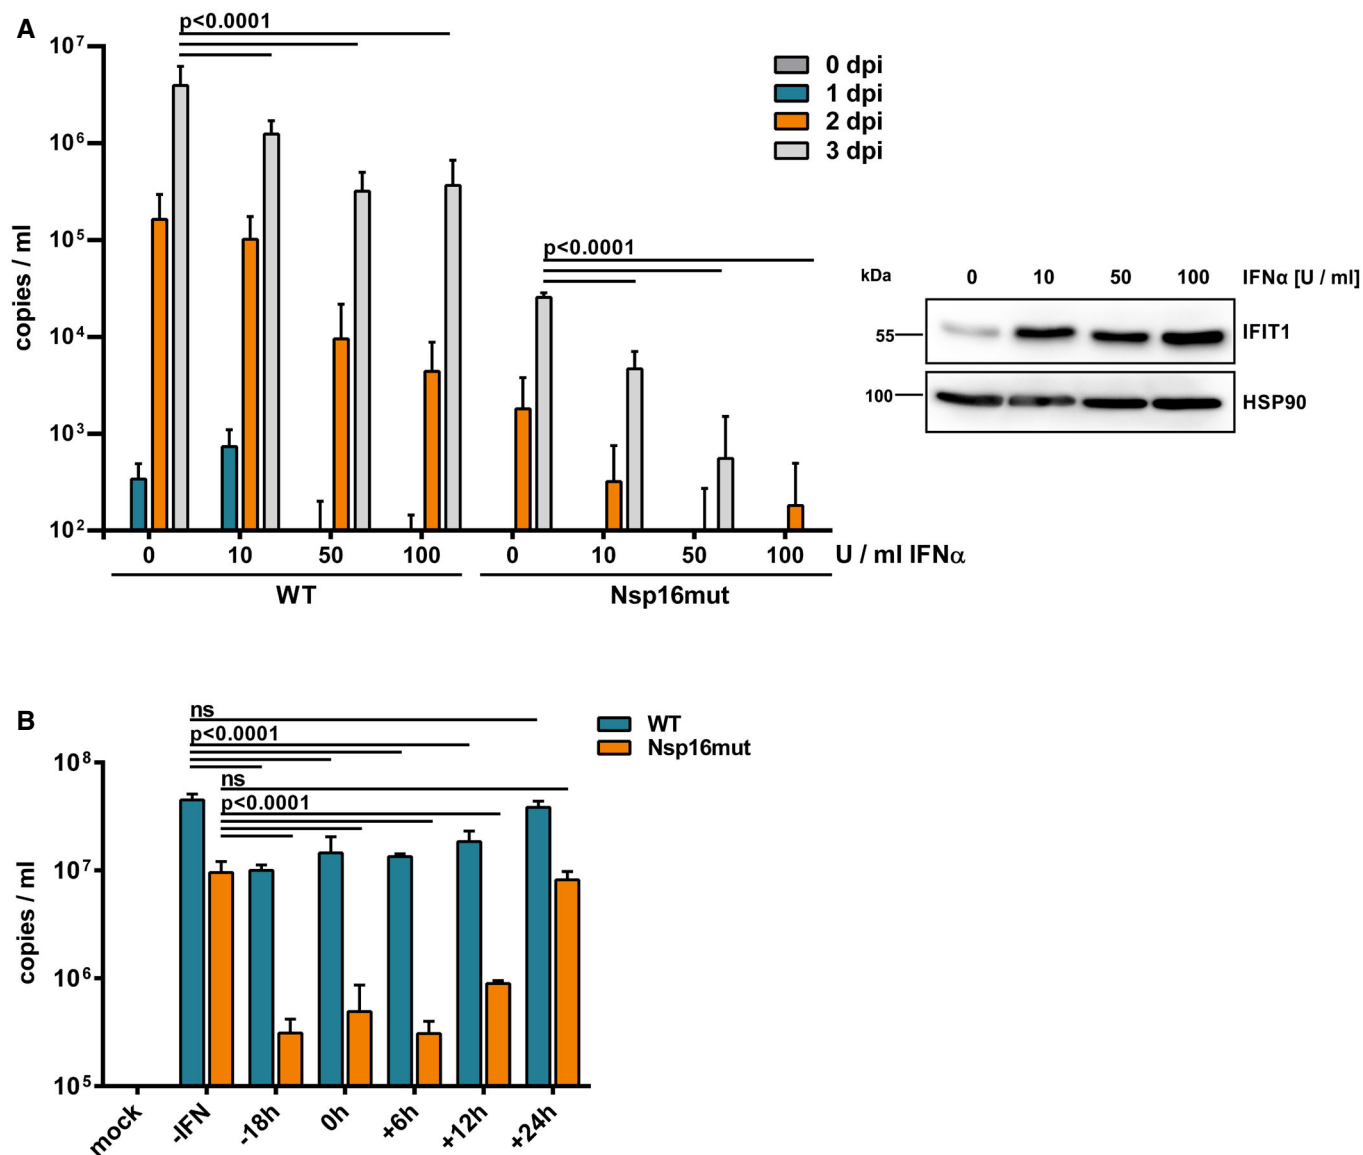 A
p<0.0001
10⁷
10⁶
10⁵
10⁴
10³
10²
copies / ml
0 dpi
1 dpi
2 dpi
3 dpi
p<0.0001
0 10 50 100 0 10 50 100 U / ml IFNα
WT Nsp16mut
kDa 0 10 50 100 IFNα [U / ml]
55 IFIT1
100 HSP90
B
ns
p<0.0001
ns
p<0.0001
WT
Nsp16mut
10⁸
10⁷
10⁶
10⁵
copies / ml
mock -IFN -18h 0h +6h +12h +24h